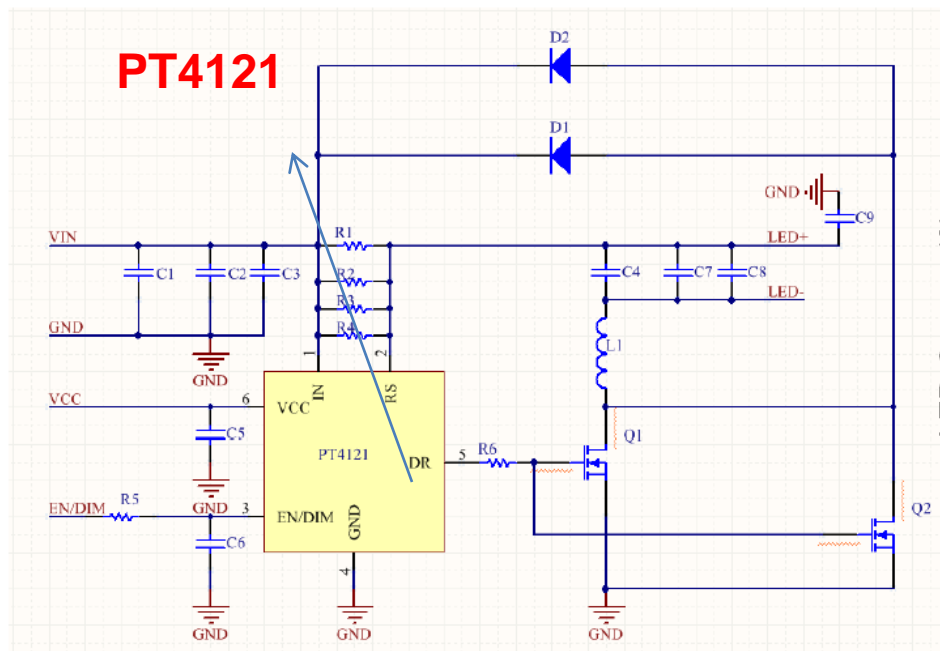 PT4121
D2
D1
GND
C9
VIN
R1
LED+
C1
C2
C3
R2
C4
C7
C8
R3
LED-
GND
R4
L1
1
2
GND
IN
RS
VCC
6
VCC
C5
PT4121
DR
5
R6
Q1
GND
EN/DIM
R5
3
EN/DIM
GND
Q2
C6
4
GND
GND
GND